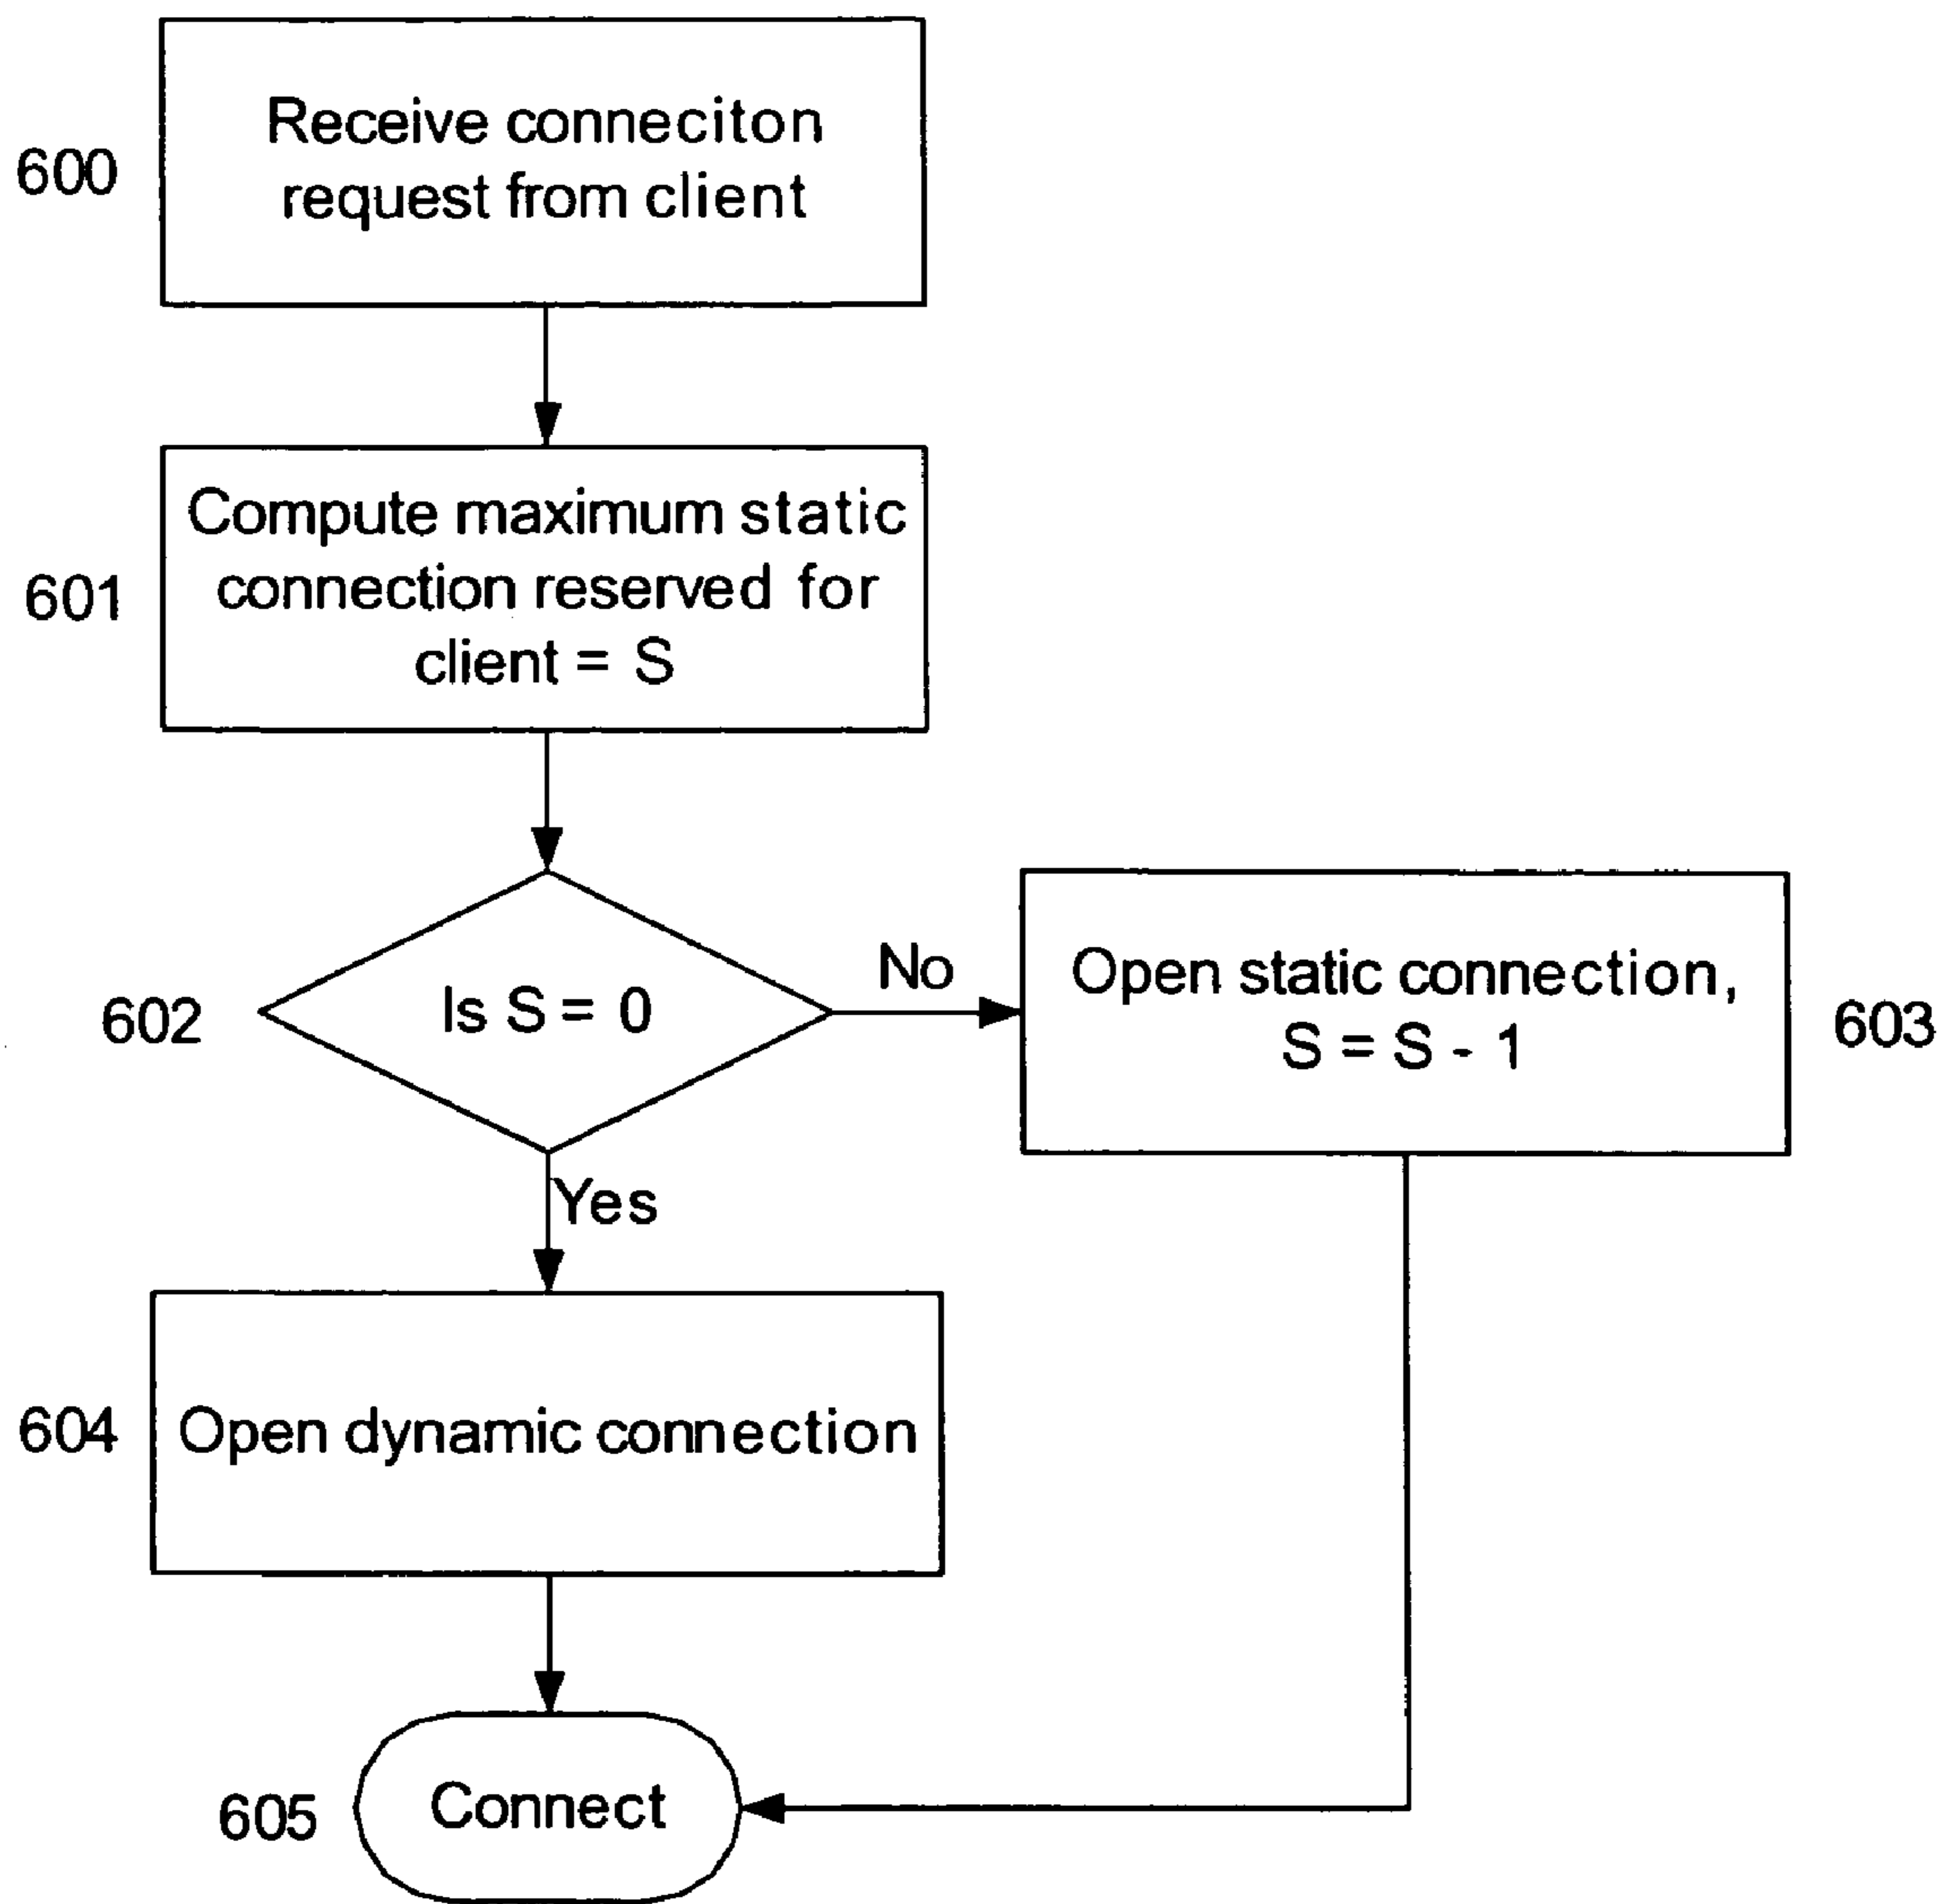 600
Receive conneciton
request from client
601
Compute maximum static
connection reserved for
client = S
602
Is S = 0
No
Open static connection,
S = S - 1
603
Yes
604
Open dynamic connection
605
Connect